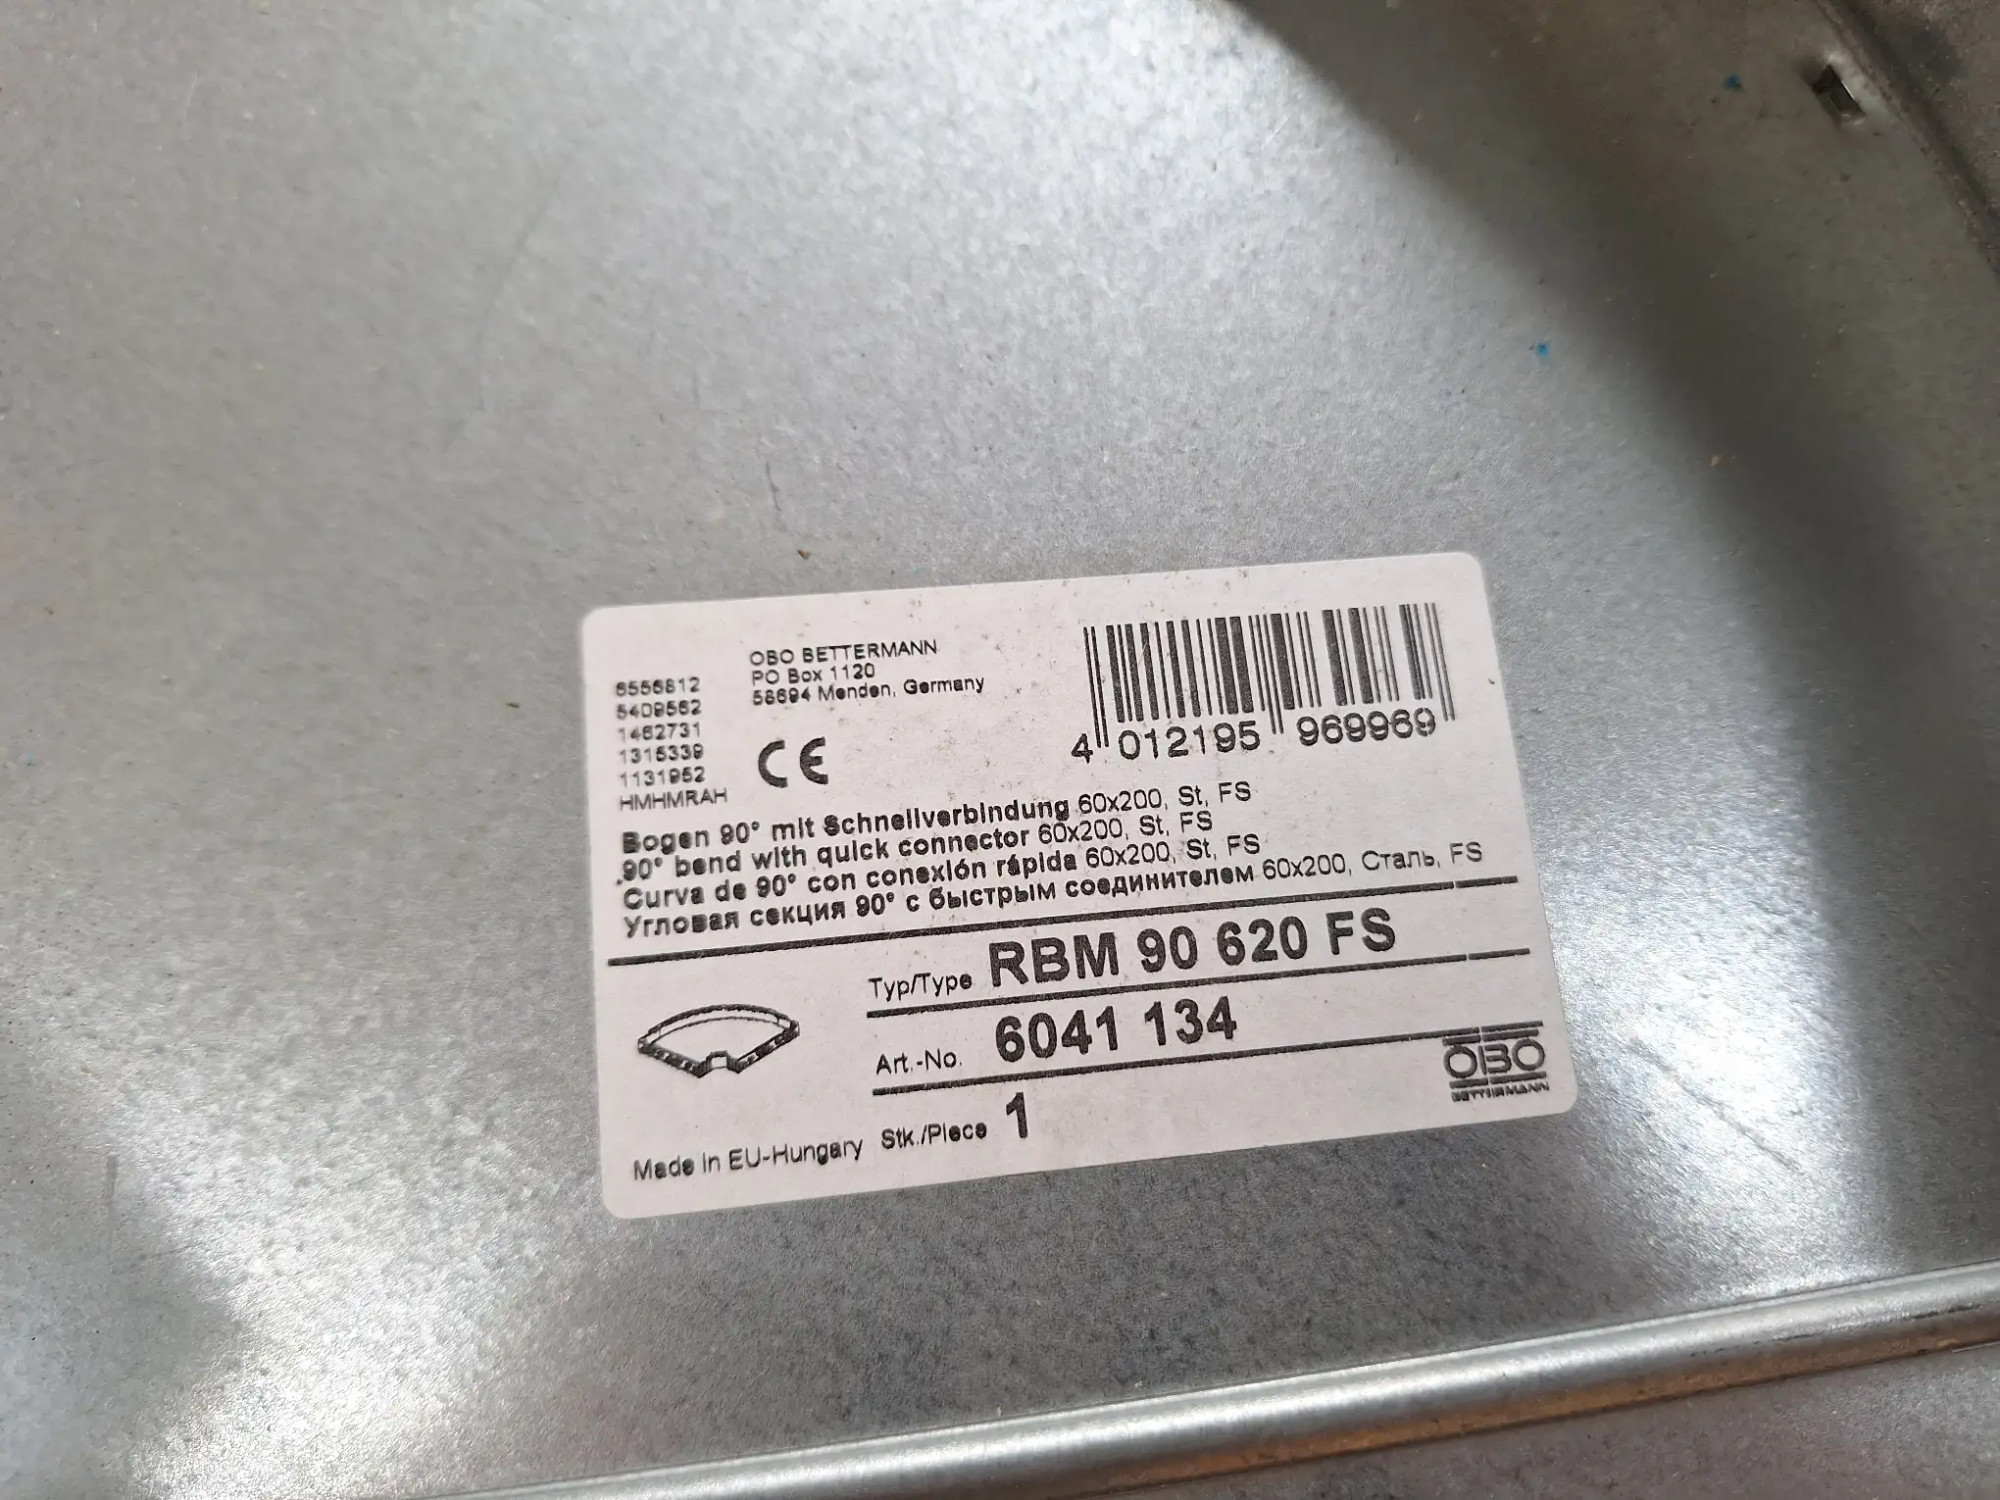 6556812
5409562
1462731
1315339
1131952
HMHMRAH
OBO BETTERMANN
PO Box 1120
58694 Menden, Germany
CE
4 012195 969969
Bogen 90° mit Schnellverbindung 60x200, St, FS
90° bend with quick connector 60x200, St, FS
Curva de 90° con conexión rápida 60x200, St, FS
Угловая секция 90° с быстрым соединителем 60x200, Сталь, FS
Typ/Type RBM 90 620 FS
Art.-No. 6041 134
Stk./Piece 1
Made in EU-Hungary
OBO
BETTERMANN